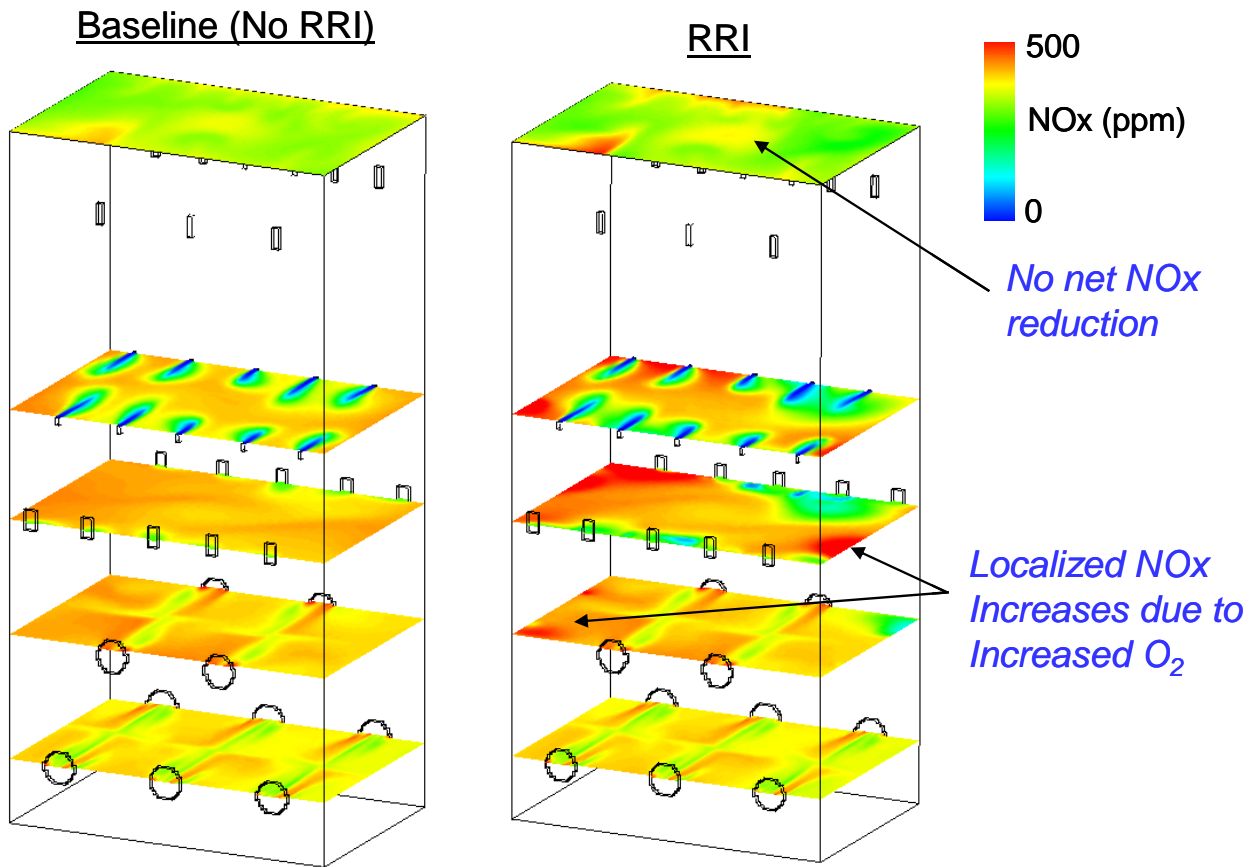 Baseline (No RRI)
RRI
500
NOx (ppm)
0
No net NOx
reduction
Localized NOx
Increases due to
Increased O₂